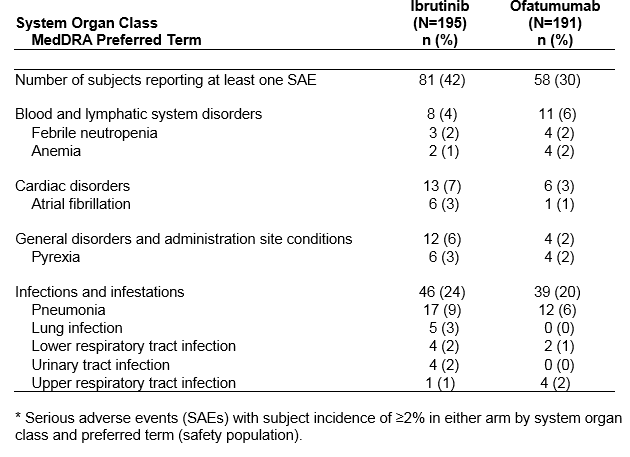 Ibrutinib Ofatumumab
System Organ Class (N=195) (N=191)
MedDRA Preferred Term n (%) n (%)
Number of subjects reporting at least one SAE 81 (42) 58 (30)
Blood and lymphatic system disorders 8 (4) 11 (6)
Febrile neutropenia 3 (2) 4 (2)
Anemia 2 (1) 4 (2)
Cardiac disorders 13 (7) 6 (3)
Atrial fibrillation 6 (3) 1 (1)
General disorders and administration site conditions 12 (6) 4 (2)
Pyrexia 6 (3) 4 (2)
Infections and infestations 46 (24) 39 (20)
Pneumonia 17 (9) 12 (6)
Lung infection 5 (3) 0 (0)
Lower respiratory tract infection 4 (2) 2 (1)
Urinary tract infection 4 (2) 0 (0)
Upper respiratory tract infection 1 (1) 4 (2)
* Serious adverse events (SAEs) with subject incidence of ≥2% in either arm by system organ
class and preferred term (safety population).